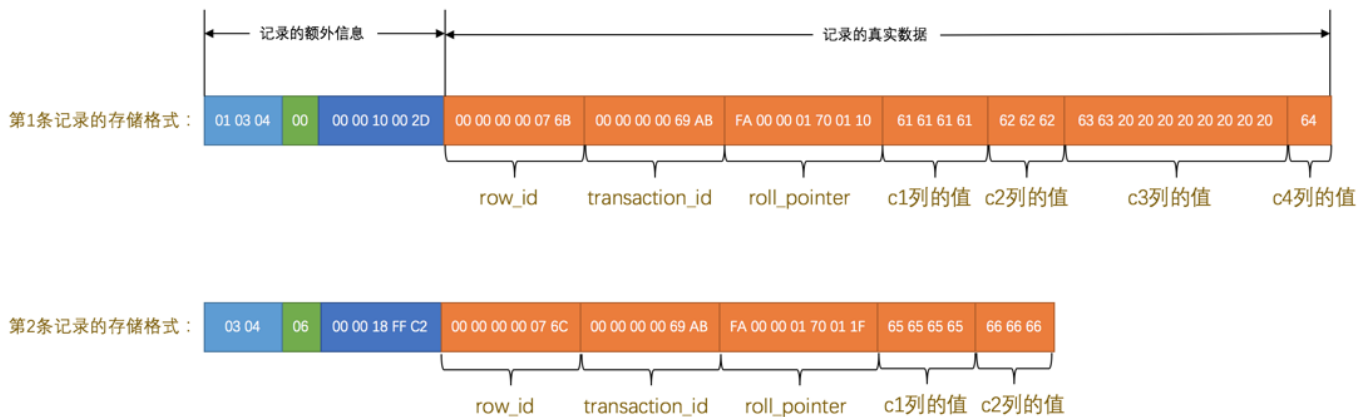 记录的额外信息 记录的真实数据
第1条记录的存储格式： 01 03 04 00 00 00 10 00 2D 00 00 00 00 07 6B 00 00 00 00 69 AB FA 00 00 01 70 01 10 61 61 61 61 62 62 62 63 63 20 20 20 20 20 20 20 20 64
row_id transaction_id roll_pointer c1列的值 c2列的值 c3列的值 c4列的值
第2条记录的存储格式： 03 04 06 00 00 18 FF C2 00 00 00 00 07 6C 00 00 00 00 69 AB FA 00 00 01 70 01 1F 65 65 65 65 66 66 66
row_id transaction_id roll_pointer c1列的值 c2列的值